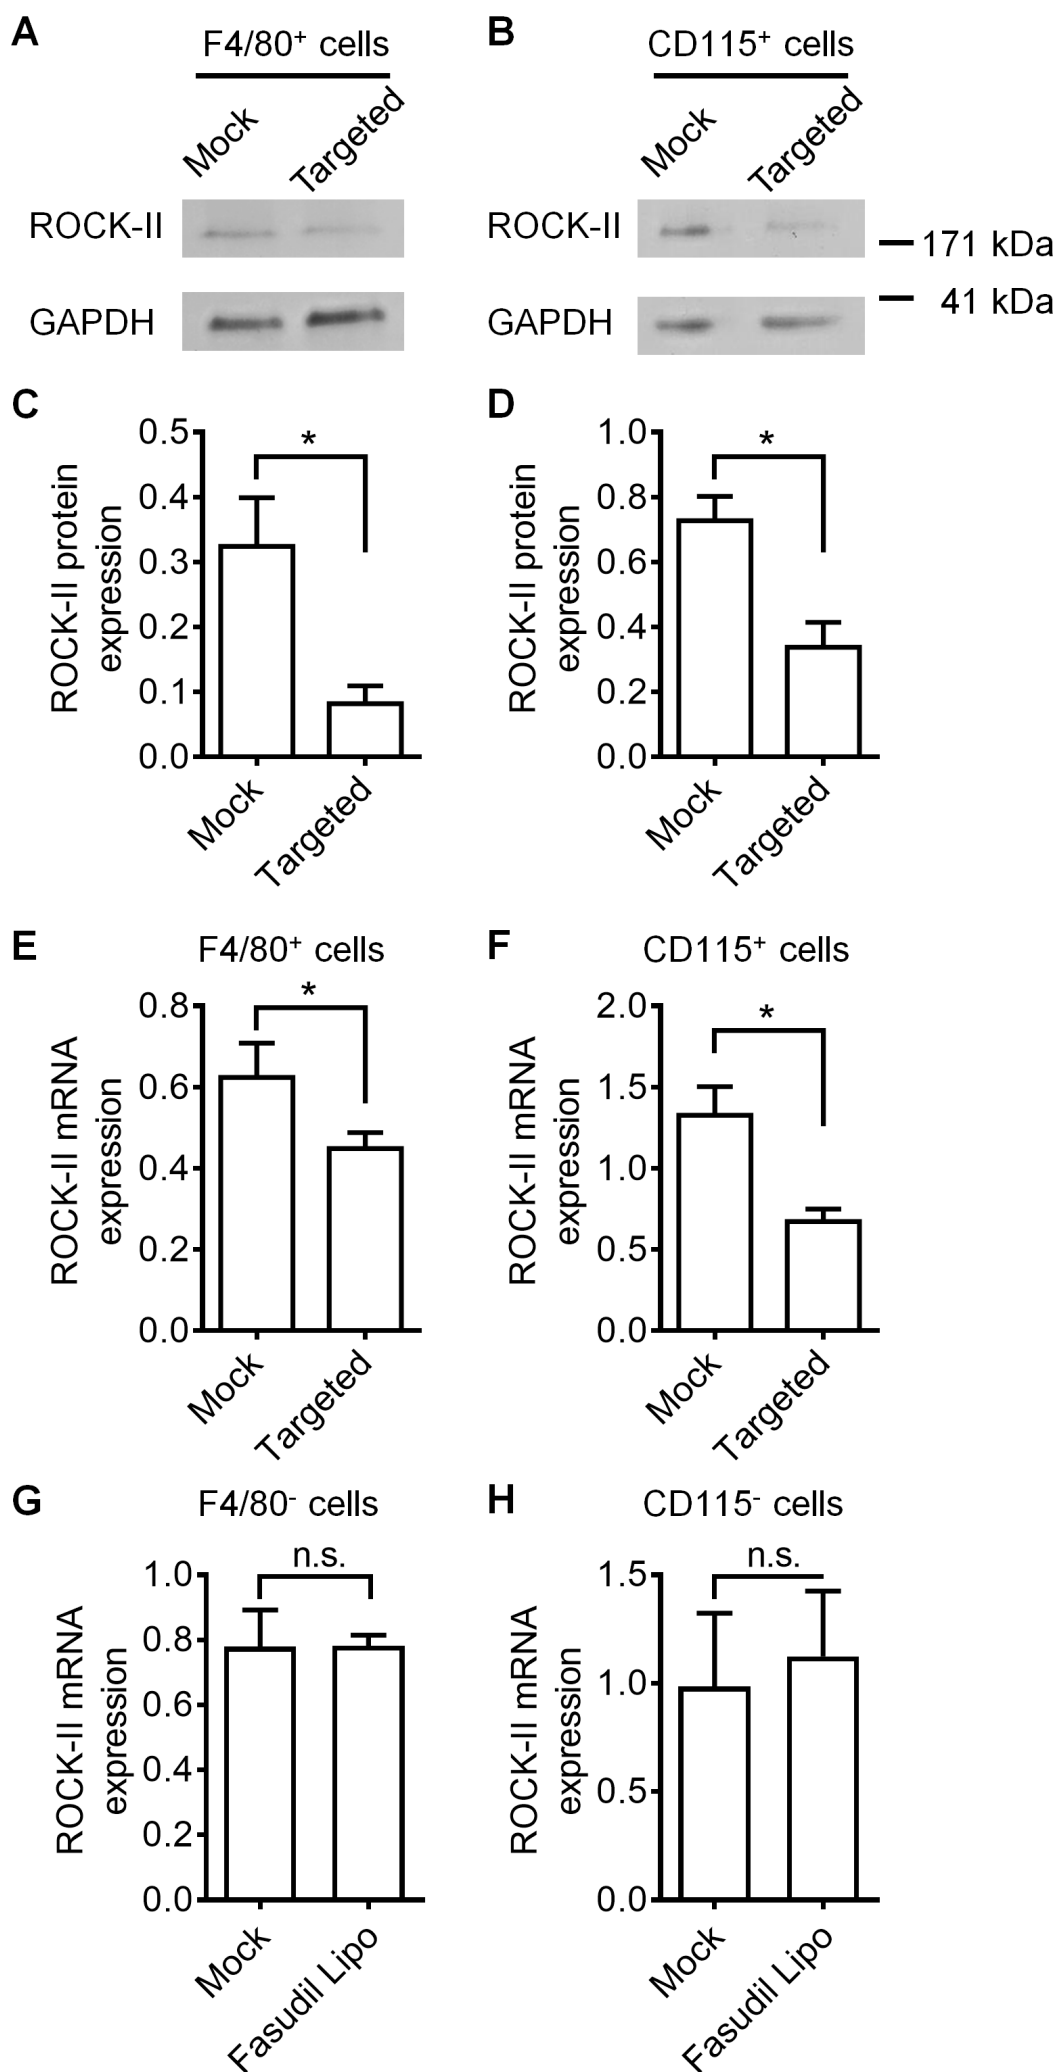 A
F4/80⁺ cells
Mock
Targeted
ROCK-II
GAPDH
B
CD115⁺ cells
Mock
Targeted
ROCK-II
GAPDH
171 kDa
41 kDa
C
ROCK-II protein
expression
0.5
0.4
0.3
0.2
0.1
0.0
*
Mock
Targeted
D
ROCK-II protein
expression
1.0
0.8
0.6
0.4
0.2
0.0
*
Mock
Targeted
E
F4/80⁺ cells
ROCK-II mRNA
expression
0.8
0.6
0.4
0.2
0.0
*
Mock
Targeted
F
CD115⁺ cells
ROCK-II mRNA
expression
2.0
1.5
1.0
0.5
0.0
*
Mock
Targeted
G
F4/80⁻ cells
ROCK-II mRNA
expression
1.0
0.8
0.6
0.4
0.2
0.0
n.s.
Mock
Fasudil Lipo
H
CD115⁻ cells
ROCK-II mRNA
expression
1.5
1.0
0.5
0.0
n.s.
Mock
Fasudil Lipo